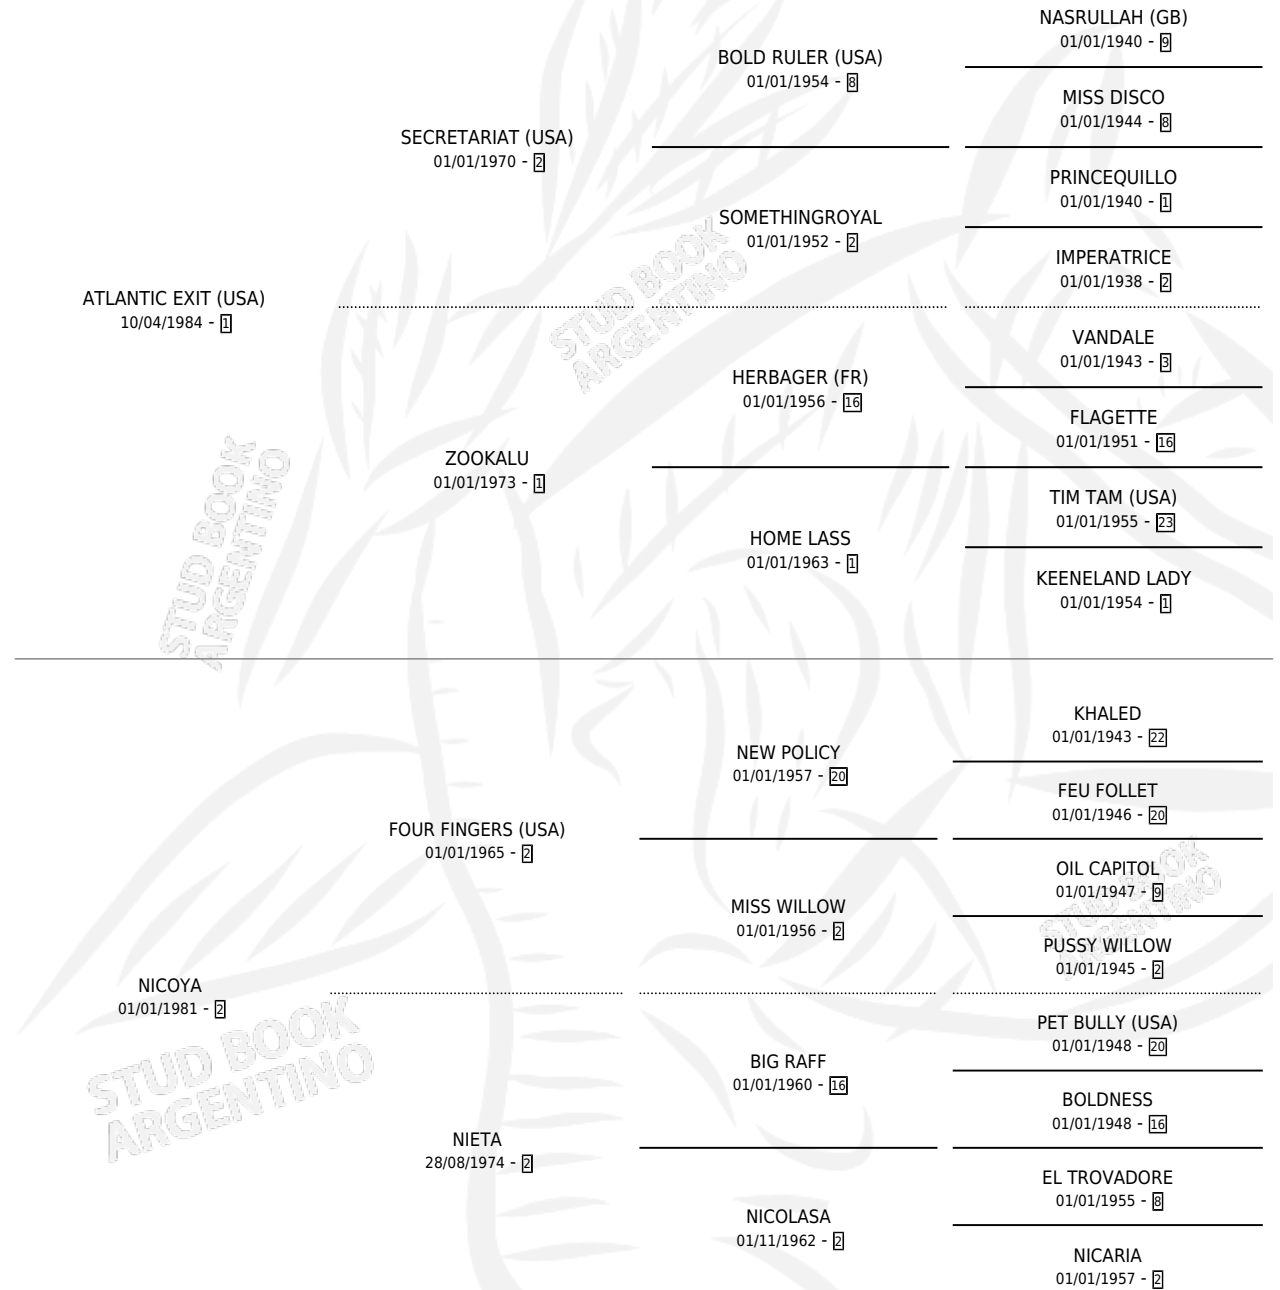 NASRULLAH (GB)
01/01/1940 - 9
BOLD RULER (USA)
01/01/1954 - 8
MISS DISCO
01/01/1944 - 8
SECRETARIAT (USA)
01/01/1970 - 2
PRINCEQUILLO
01/01/1940 - 1
SOMETHINGROYAL
01/01/1952 - 2
IMPERATRICE
01/01/1938 - 2
ATLANTIC EXIT (USA)
10/04/1984 - 1
VANDALE
01/01/1943 - 3
HERBAGER (FR)
01/01/1956 - 16
FLAGETTE
01/01/1951 - 16
ZOOKALU
01/01/1973 - 1
TIM TAM (USA)
01/01/1955 - 23
HOME LASS
01/01/1963 - 1
KEENELAND LADY
01/01/1954 - 1
STUD BOOK
ARGENTINO
STUD BOOK
ARGENTINO
KHALED
01/01/1943 - 22
NEW POLICY
01/01/1957 - 20
FEU FOLLET
01/01/1946 - 20
FOUR FINGERS (USA)
01/01/1965 - 2
OIL CAPITOL
01/01/1947 - 9
MISS WILLOW
01/01/1956 - 2
PUSSY WILLOW
01/01/1945 - 2
NICOYA
01/01/1981 - 2
PET BULLY (USA)
01/01/1948 - 20
BIG RAFF
01/01/1960 - 16
BOLDNESS
01/01/1948 - 16
NIETA
28/08/1974 - 2
EL TROVADORE
01/01/1955 - 8
NICOLASA
01/11/1962 - 2
NICARIA
01/01/1957 - 2
STUD BOOK
ARGENTINO
STUD BOOK
ARGENTINO